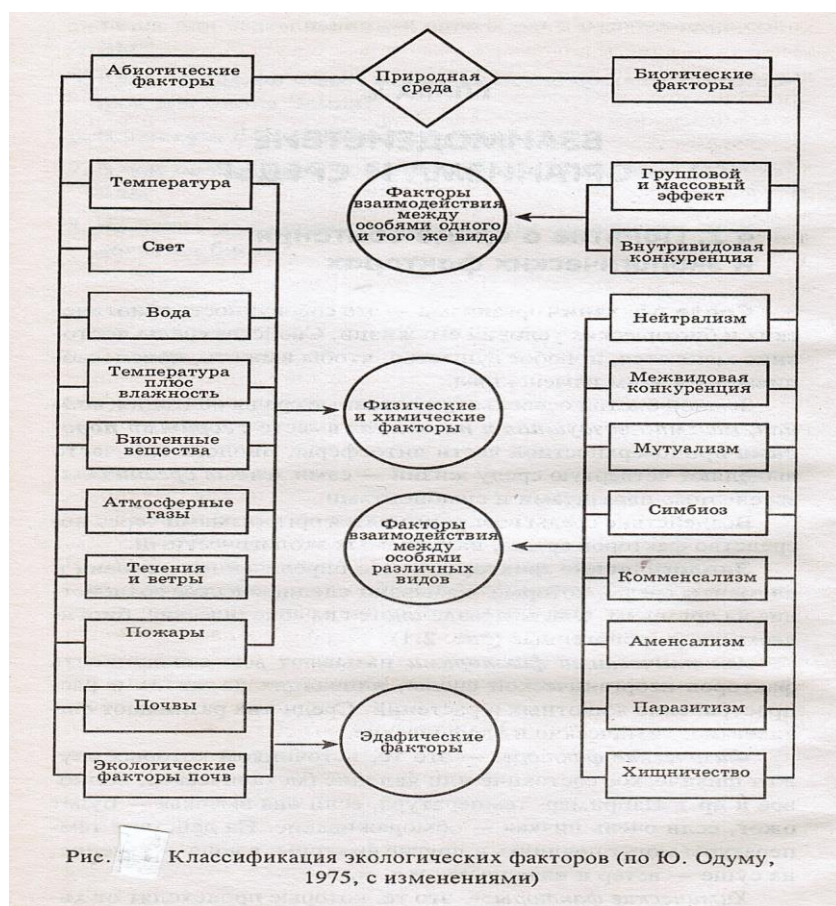 Абиотические
факторы
Природная
среда
Биотические
факторы
Температура
Свет
Вода
Температура
плюс
влажность
Биогенные
вещества
Атмосферные
газы
Течения
и ветры
Пожары
Почвы
Экологические
факторы почв
Факторы
взаимодействия
между
особями одного
и того же вида
Физические
и химические
факторы
Факторы
взаимодействия
между
особями
различных
видов
Эдафические
факторы
Групповой
и массовый
эффект
Внутривидовая
конкуренция
Нейтрализм
Межвидовая
конкуренция
Мутуализм
Симбиоз
Комменсализм
Аменсализм
Паразитизм
Хищничество
Рис. Классификация экологических факторов (по Ю. Одуму,
1975, с изменениями)